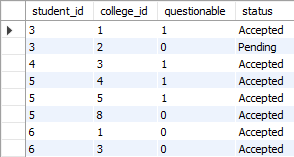 student_id college_id questionable status
3 1 1 Accepted
3 2 0 Pending
4 3 1 Accepted
5 4 1 Accepted
5 5 1 Accepted
5 8 0 Accepted
6 1 0 Accepted
6 3 0 Accepted